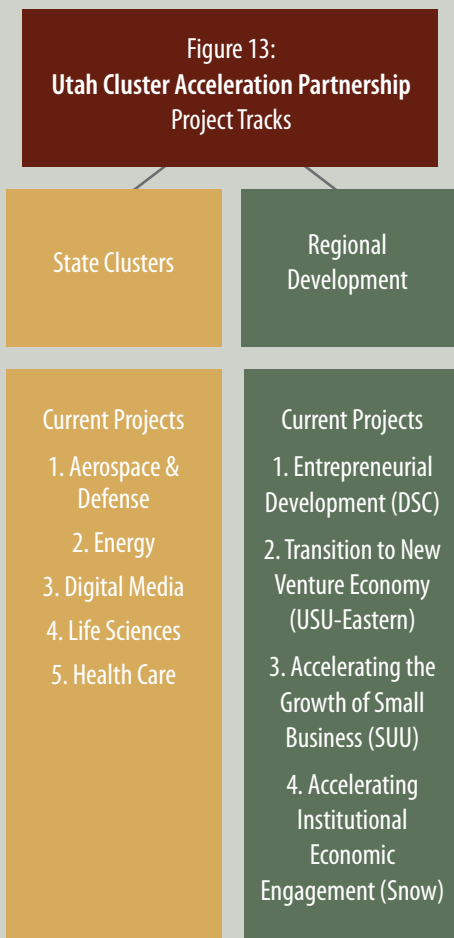 Figure 13:
Utah Cluster Acceleration Partnership
Project Tracks
State Clusters
Regional
Development
Current Projects
1. Aerospace &
Defense
2. Energy
3. Digital Media
4. Life Sciences
5. Health Care
Current Projects
1. Entrepreneurial
Development (DSC)
2. Transition to New
Venture Economy
(USU-Eastern)
3. Accelerating the
Growth of Small
Business (SUU)
4. Accelerating
Institutional
Economic
Engagement (Snow)